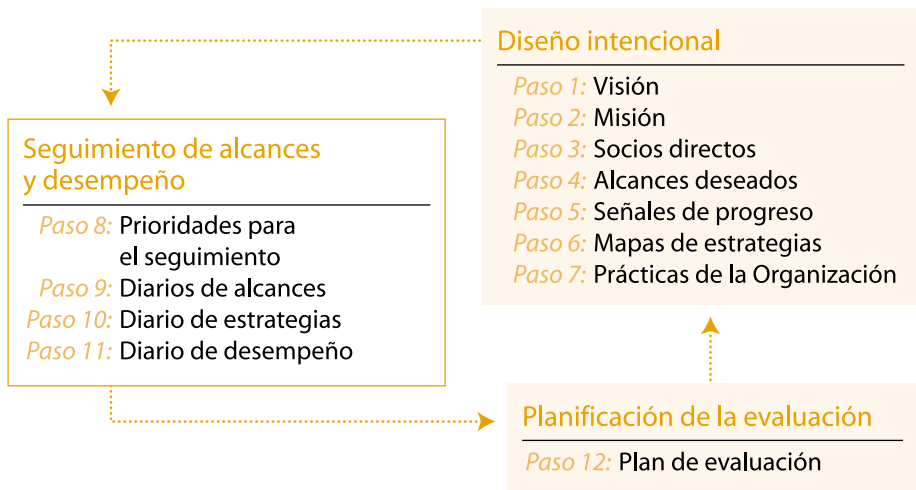 Diseño intencional
Paso 1: Visión
Paso 2: Misión
Paso 3: Socios directos
Paso 4: Alcances deseados
Paso 5: Señales de progreso
Paso 6: Mapas de estrategias
Paso 7: Prácticas de la Organización
Seguimiento de alcances
y desempeño
Paso 8: Prioridades para
el seguimiento
Paso 9: Diarios de alcances
Paso 10: Diario de estrategias
Paso 11: Diario de desempeño
Planificación de la evaluación
Paso 12: Plan de evaluación